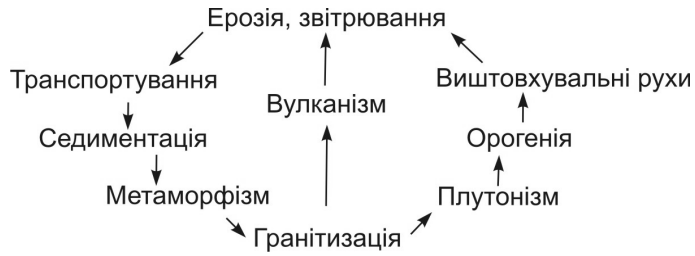 Ерозія, звітрювання
Транспортування
Виштовхувальні рухи
Вулканізм
Седиментація
Орогенія
Метаморфізм
Плутонізм
Гранітизація